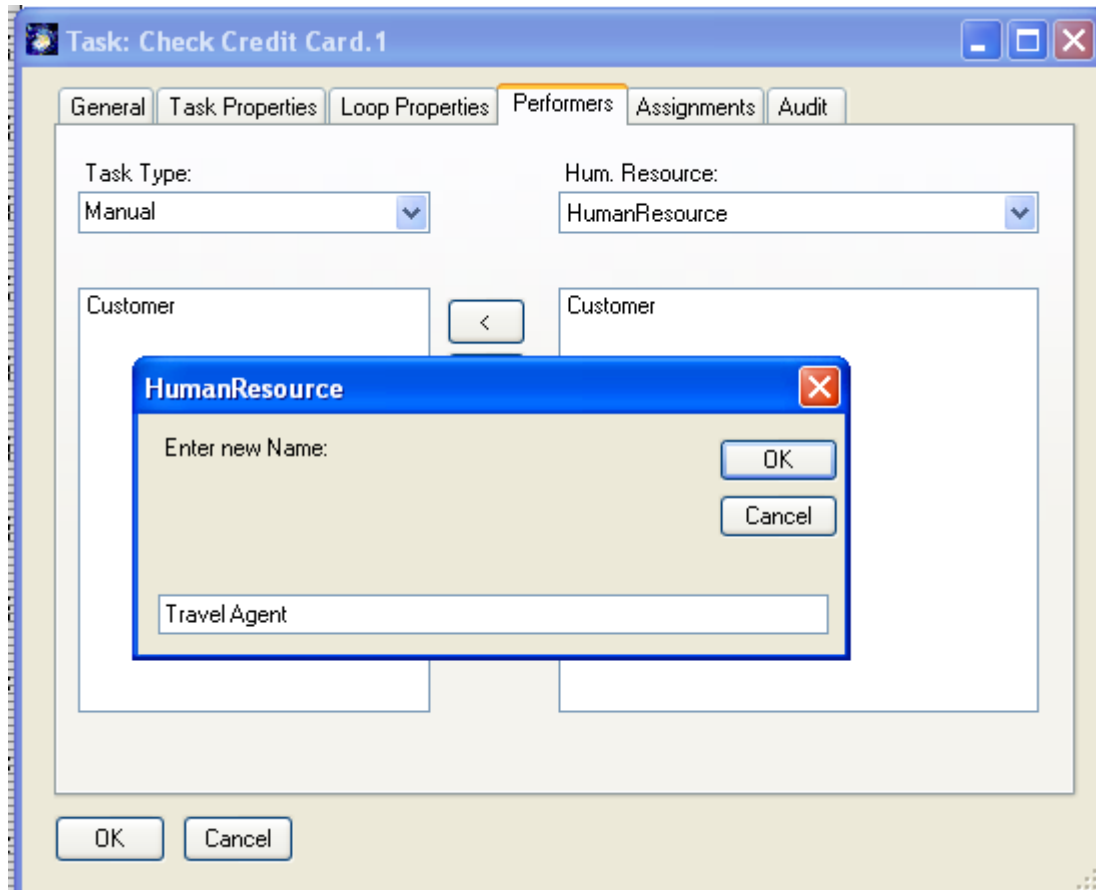 Task: Check Credit Card.1
General Task Properties Loop Properties Performers Assignments Audit
Task Type: Hum. Resource:
Manual HumanResource
Customer < Customer
HumanResource
Enter new Name:
OK
Cancel
Travel Agent
OK Cancel